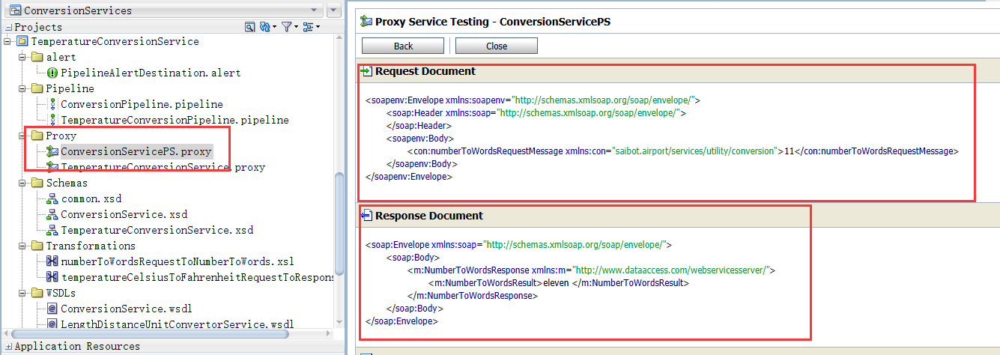 ConversionServices
Projects
TemperatureConversionService
alert
PipelineAlertDestination.alert
Pipeline
ConversionPipeline.pipeline
TemperatureConversionPipeline.pipeline
Proxy
ConversionServicePS.proxy
TemperatureConversionService.proxy
Schemas
common.xsd
ConversionService.xsd
TemperatureConversionService.xsd
Transformations
numberToWordsRequestToNumberToWords.xsl
temperatureCelsiusToFahrenheitRequestToRespon
WSDLs
ConversionService.wsdl
LengthDistanceUnitConvertorService.wsdl
Application Resources
Proxy Service Testing - ConversionServicePS
Back Close
Request Document
<soapenv:Envelope xmlns:soapenv="http://schemas.xmlsoap.org/soap/envelope/">
<soap:Header xmlns:soap="http://schemas.xmlsoap.org/soap/envelope/">
</soap:Header>
<soapenv:Body>
<con:numberToWordsRequestMessage xmlns:con="saibot.airport/services/utility/conversion">11</con:numberToWordsRequestMessage>
</soapenv:Body>
</soapenv:Envelope>
Response Document
<soap:Envelope xmlns:soap="http://schemas.xmlsoap.org/soap/envelope/">
<soap:Body>
<m:NumberToWordsResponse xmlns:m="http://www.dataaccess.com/webservicesserver/">
<m:NumberToWordsResult>eleven </m:NumberToWordsResult>
</m:NumberToWordsResponse>
</soap:Body>
</soap:Envelope>